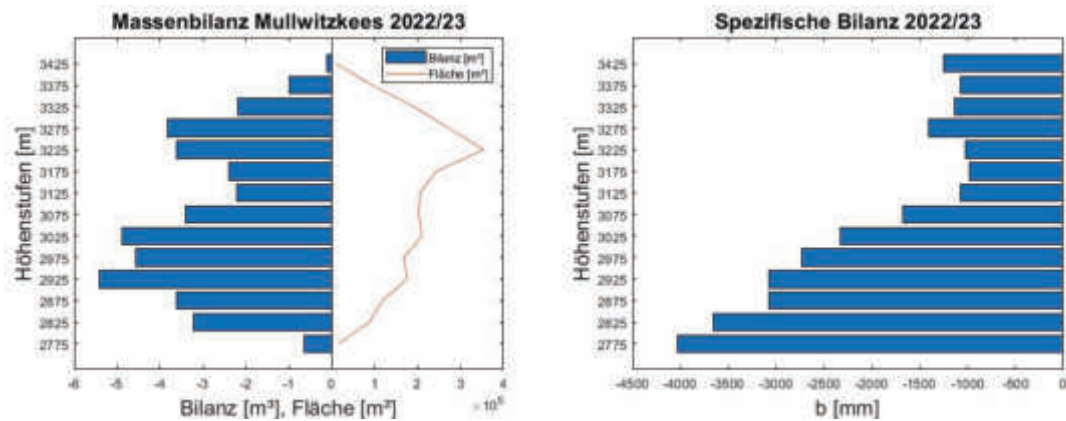 Massenbilanz Mullwitzkees 2022/23
Höhenstufen [m]
3425
3375
3325
3275
3225
3175
3125
3075
3025
2975
2925
2875
2825
2775
Bilanz [m³]
Fläche [m²]
-6 -5 -4 -3 -2 -1 0 1 2 3 4
× 10⁵
Bilanz [m³], Fläche [m²]
Spezifische Bilanz 2022/23
Höhenstufen [m]
3425
3375
3325
3275
3225
3175
3125
3075
3025
2975
2925
2875
2825
2775
-4500 -4000 -3500 -3000 -2500 -2000 -1500 -1000 -500 0
b [mm]